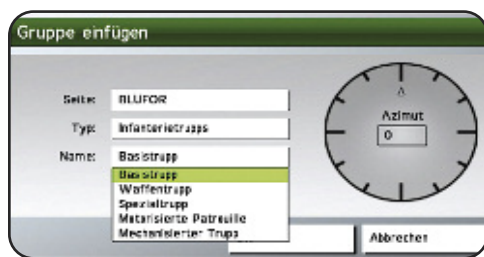 Gruppe einfügen
Seite: BLUFOR
Typ: Infanterietrupps
Name: Basistrupp
Basistrupp
Waffentrupp
Spezialtrupp
Motorisierte Patrouille
Mechanisierter Trupp
Azimut
0
Abbrechen